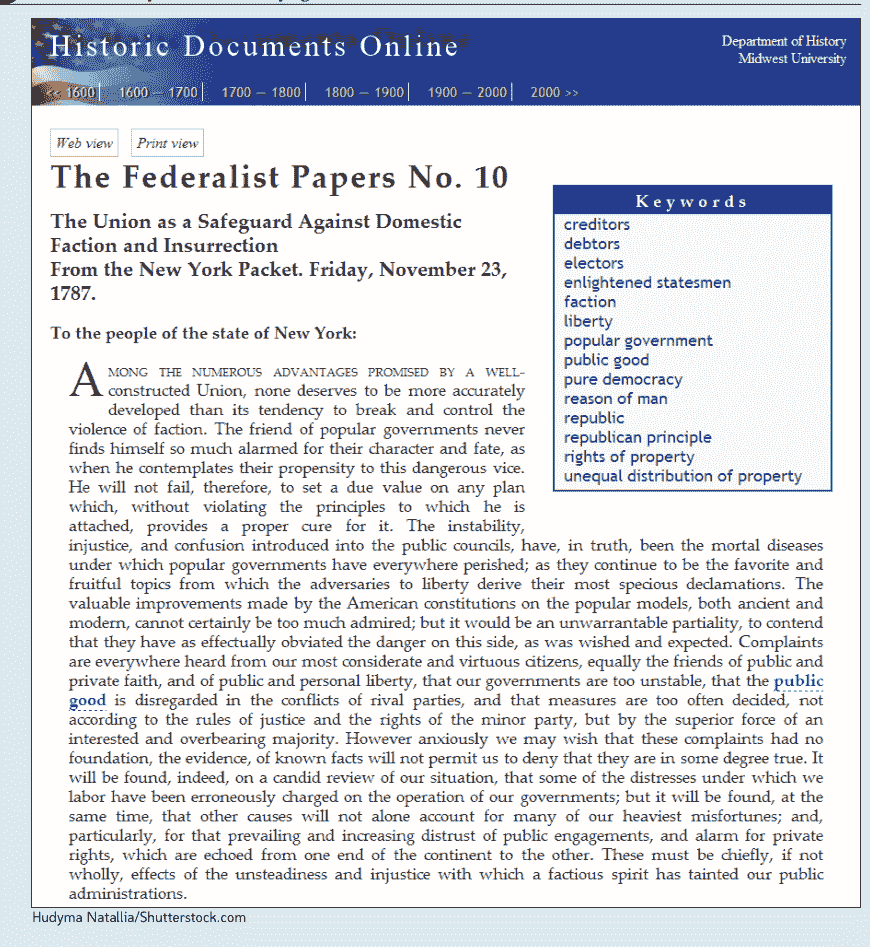 Historic Documents Online
Department of History
Midwest University
<< 1600 | 1600 – 1700 | 1700 – 1800 | 1800 – 1900 | 1900 – 2000 | 2000 >>
Web view Print view
The Federalist Papers No. 10
The Union as a Safeguard Against Domestic
Faction and Insurrection
From the New York Packet. Friday, November 23,
1787.
To the people of the state of New York:
AMONG THE NUMEROUS ADVANTAGES PROMISED BY A WELL-
constructed Union, none deserves to be more accurately
developed than its tendency to break and control the
violence of faction. The friend of popular governments never
finds himself so much alarmed for their character and fate, as
when he contemplates their propensity to this dangerous vice.
He will not fail, therefore, to set a due value on any plan
which, without violating the principles to which he is
attached, provides a proper cure for it. The instability,
injustice, and confusion introduced into the public councils, have, in truth, been the mortal diseases
under which popular governments have everywhere perished; as they continue to be the favorite and
fruitful topics from which the adversaries to liberty derive their most specious declamations. The
valuable improvements made by the American constitutions on the popular models, both ancient and
modern, cannot certainly be too much admired; but it would be an unwarrantable partiality, to contend
that they have as effectually obviated the danger on this side, as was wished and expected. Complaints
are everywhere heard from our most considerate and virtuous citizens, equally the friends of public and
private faith, and of public and personal liberty, that our governments are too unstable, that the public
good is disregarded in the conflicts of rival parties, and that measures are too often decided, not
according to the rules of justice and the rights of the minor party, but by the superior force of an
interested and overbearing majority. However anxiously we may wish that these complaints had no
foundation, the evidence, of known facts will not permit us to deny that they are in some degree true. It
will be found, indeed, on a candid review of our situation, that some of the distresses under which we
labor have been erroneously charged on the operation of our governments; but it will be found, at the
same time, that other causes will not alone account for many of our heaviest misfortunes; and,
particularly, for that prevailing and increasing distrust of public engagements, and alarm for private
rights, which are echoed from one end of the continent to the other. These must be chiefly, if not
wholly, effects of the unsteadiness and injustice with which a factious spirit has tainted our public
administrations.
Keywords
creditors
debtors
electors
enlightened statesmen
faction
liberty
popular government
public good
pure democracy
reason of man
republic
republican principle
rights of property
unequal distribution of property
Hudyma Natallia/Shutterstock.com